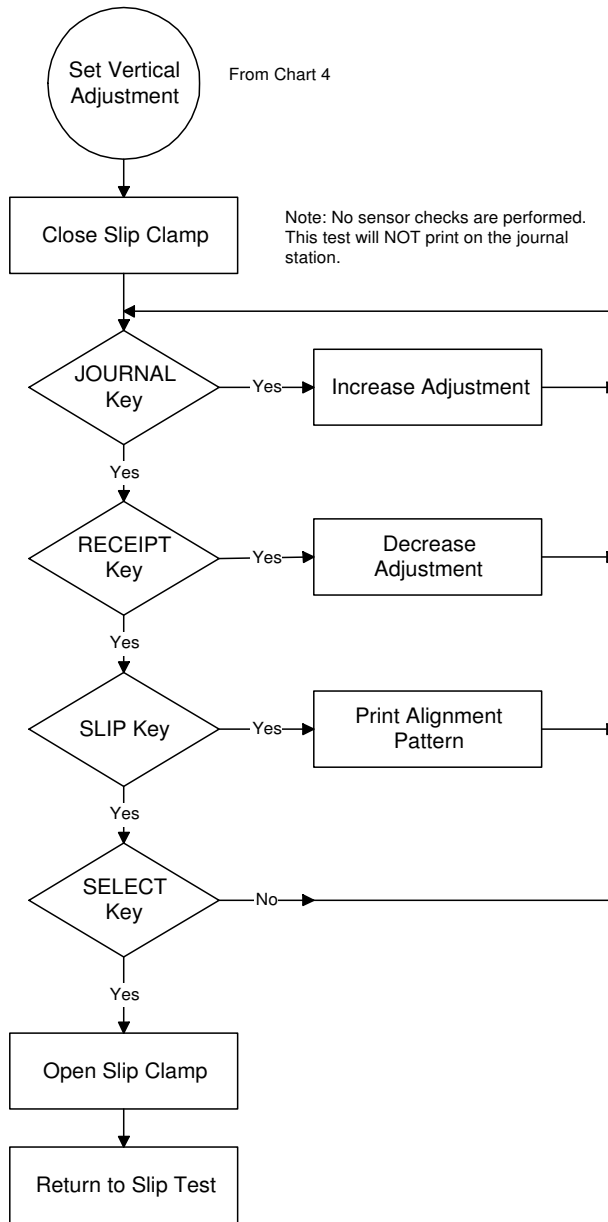 Set Vertical
Adjustment
From Chart 4
Close Slip Clamp
Note: No sensor checks are performed.
This test will NOT print on the journal
station.
JOURNAL
Key
Yes
Increase Adjustment
Yes
RECEIPT
Key
Yes
Decrease
Adjustment
Yes
SLIP Key
Yes
Print Alignment
Pattern
Yes
SELECT
Key
No
Yes
Open Slip Clamp
Return to Slip Test